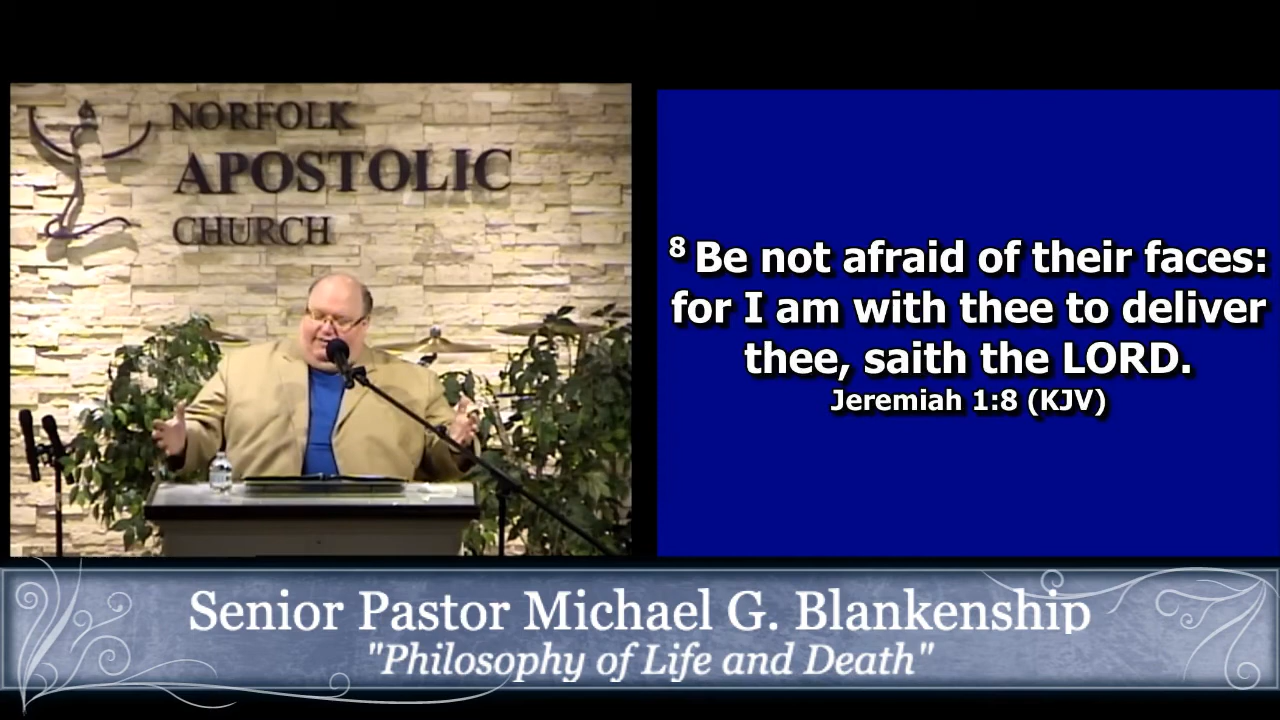 NORFOLK
APOSTOLIC
CHURCH
8 Be not afraid of their faces:
for I am with thee to deliver
thee, saith the LORD.
Jeremiah 1:8 (KJV)
Senior Pastor Michael G. Blankenship
"Philosophy of Life and Death"